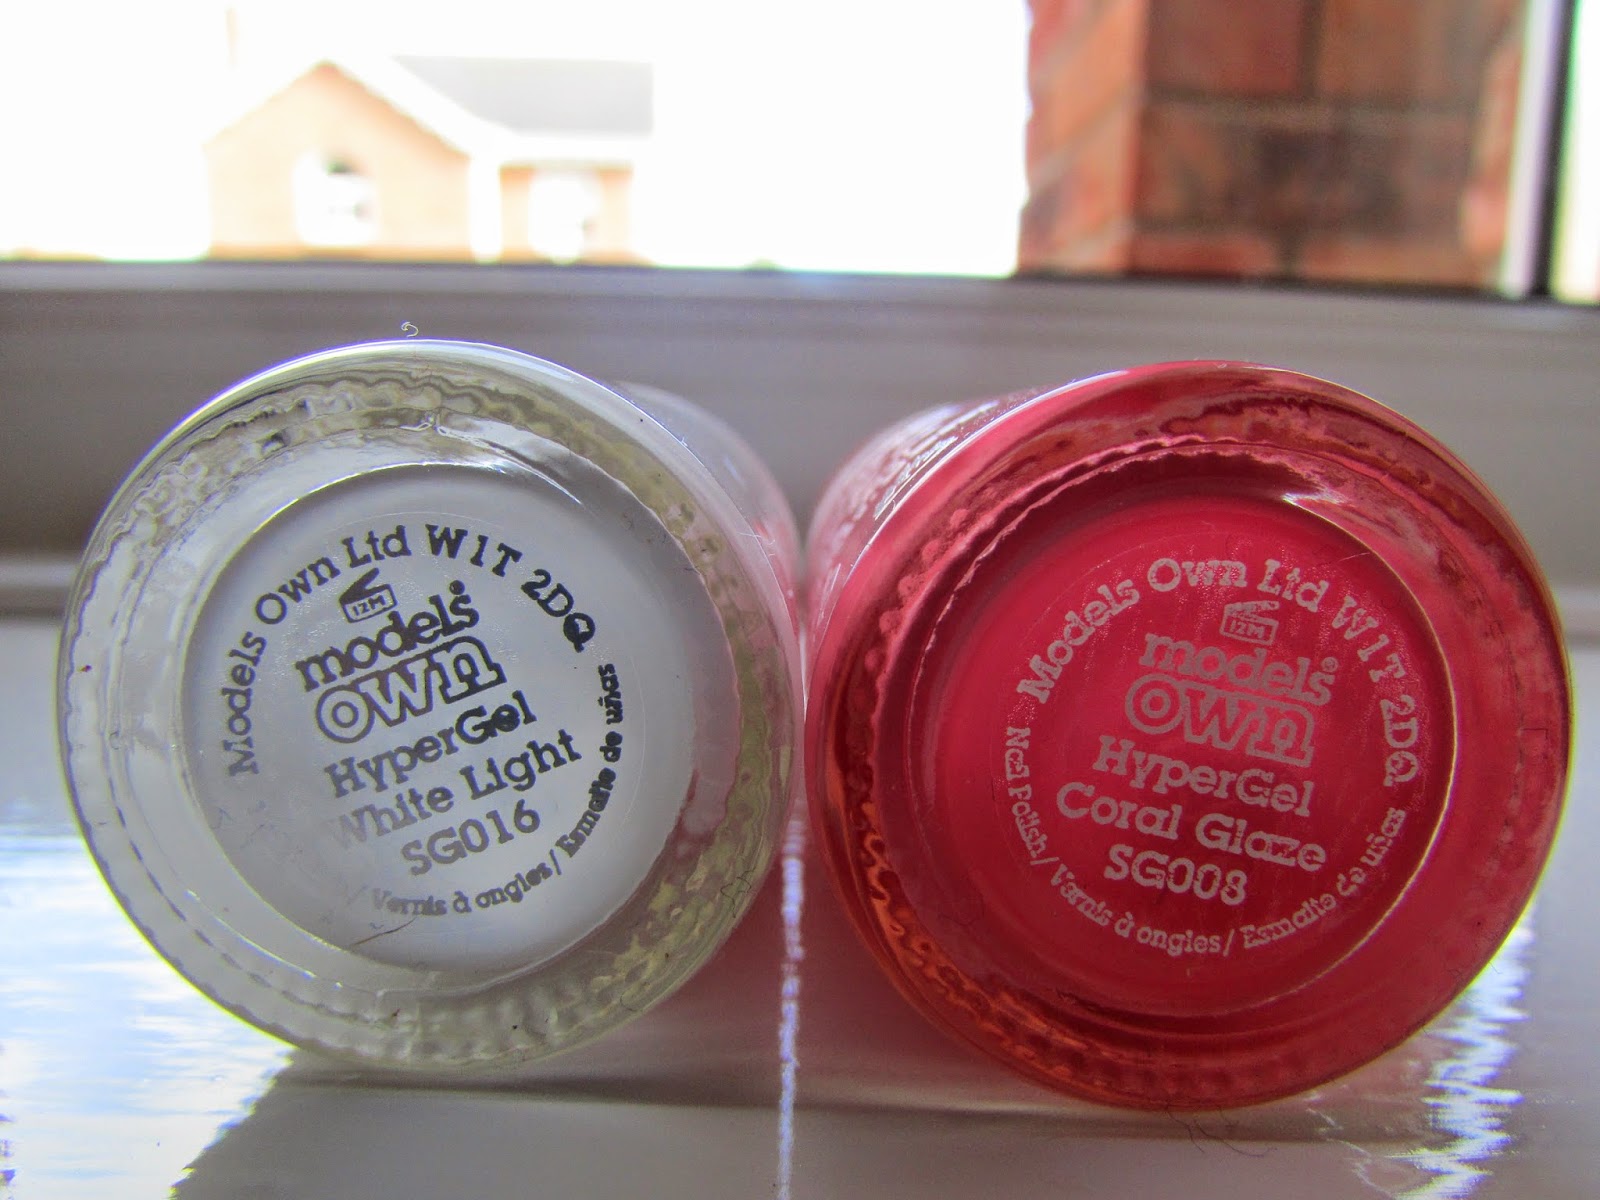 Models Own Ltd W1T 2DQ
12M
models®
OWN
HyperGel
White Light
SG016
/ Vernis à ongles/ Esmalte de uñas
Models Own Ltd W1T 2DQ
12M
models®
OWN
HyperGel
Coral Glaze
SG008
Nail Polish/ Vernis à ongles/ Esmalte de uñas